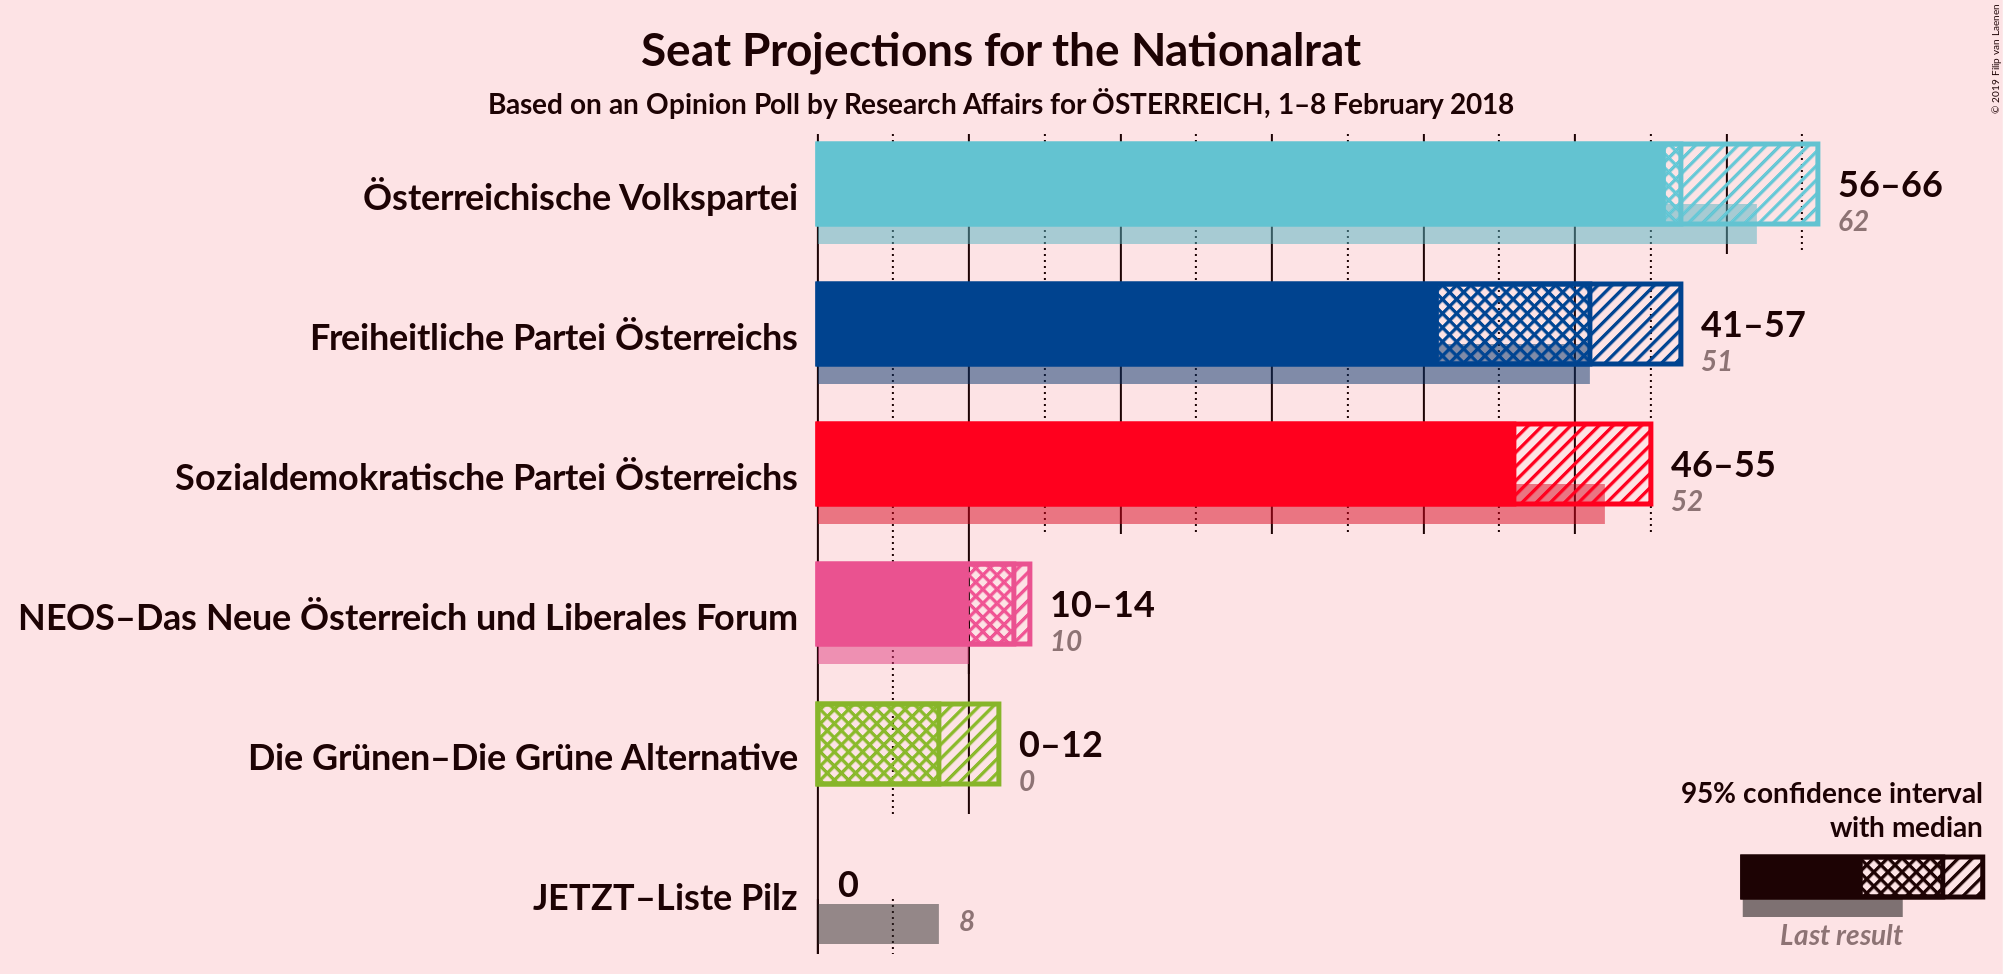 Seat Projections for the Nationalrat
Based on an Opinion Poll by Research Affairs for ÖSTERREICH, 1–8 February 2018
© 2019 Filip van Laenen
Österreichische Volkspartei
56–66
62
Freiheitliche Partei Österreichs
41–57
51
Sozialdemokratische Partei Österreichs
46–55
52
NEOS–Das Neue Österreich und Liberales Forum
10–14
10
Die Grünen–Die Grüne Alternative
0–12
0
JETZT–Liste Pilz
0
8
95% confidence interval
with median
Last result